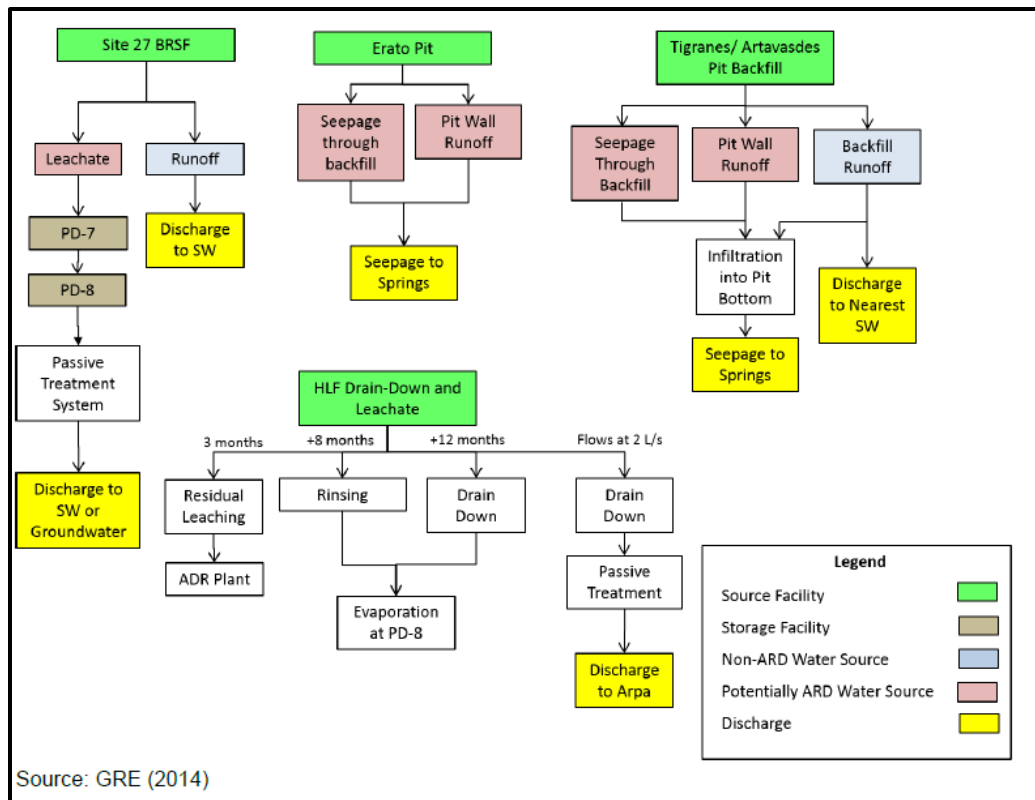 Site 27 BRSF
Leachate
Runoff
PD-7
Discharge
to SW
PD-8
Passive
Treatment
System
Discharge to
SW or
Groundwater
Erato Pit
Seepage
through
backfill
Pit Wall
Runoff
Seepage to
Springs
Tigranes/ Artavasdes
Pit Backfill
Seepage
Through
Backfill
Pit Wall
Runoff
Backfill
Runoff
Infiltration
into Pit
Bottom
Discharge
to Nearest
SW
Seepage to
Springs
HLF Drain-Down and
Leachate
3 months
+8 months
+12 months
Flows at 2 L/s
Residual
Leaching
Rinsing
Drain
Down
Drain
Down
ADR Plant
Evaporation
at PD-8
Passive
Treatment
Discharge
to Arpa
Legend
Source Facility
Storage Facility
Non-ARD Water Source
Potentially ARD Water Source
Discharge
Source: GRE (2014)